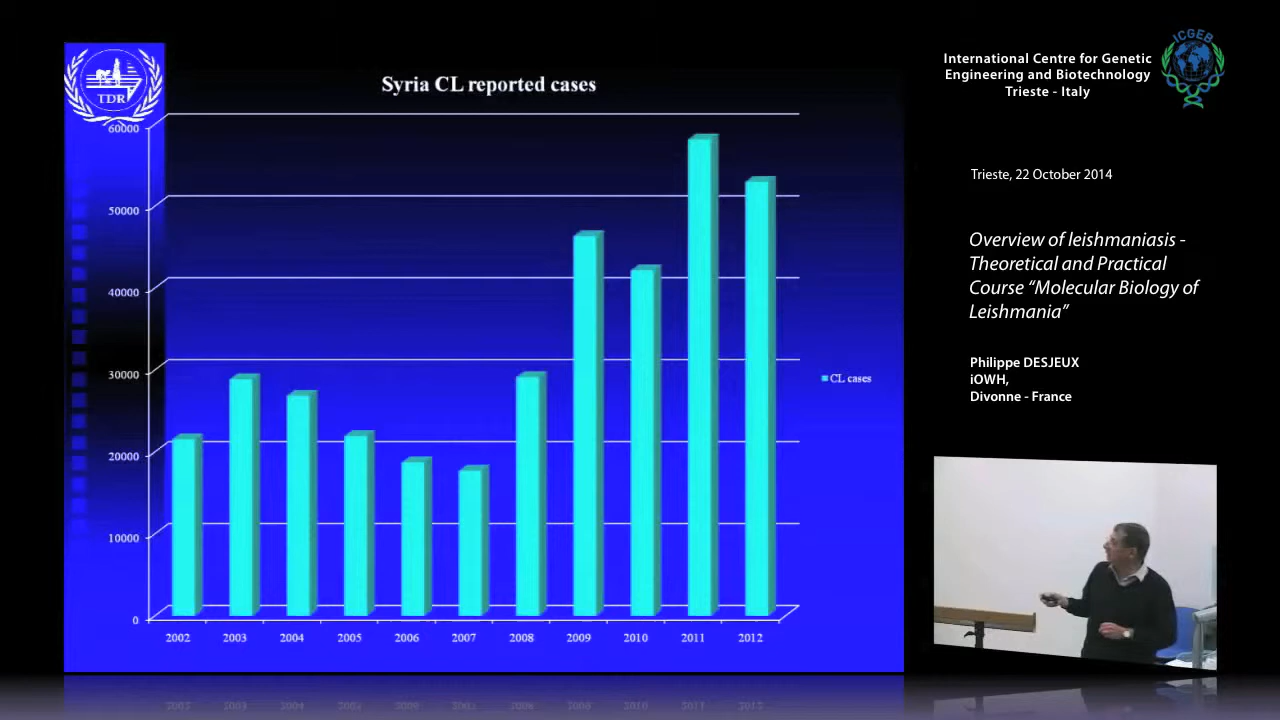 TDR
Syria CL reported cases
60000
50000
40000
30000
20000
10000
0
2002 2003 2004 2005 2006 2007 2008 2009 2010 2011 2012
CL cases
ICGEB
International Centre for Genetic
Engineering and Biotechnology
Trieste - Italy
Trieste, 22 October 2014
Overview of leishmaniasis -
Theoretical and Practical
Course “Molecular Biology of
Leishmania”
Philippe DESJEUX
iOWH,
Divonne - France